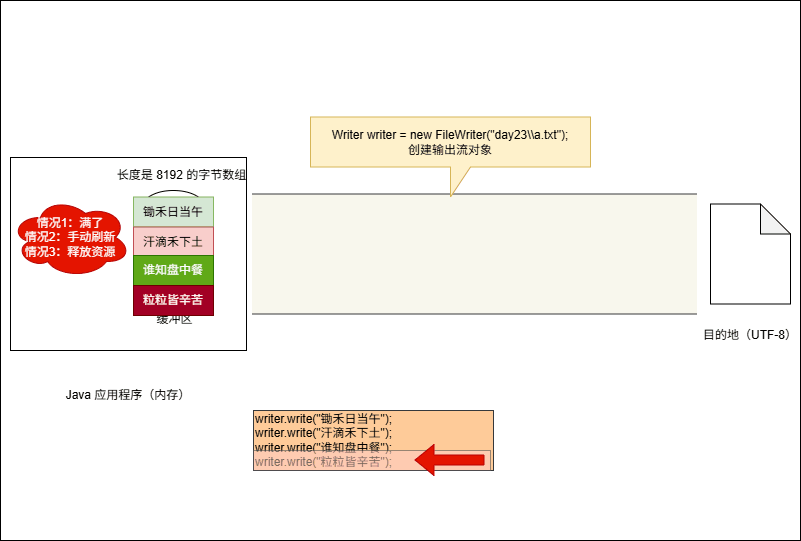 Writer writer = new FileWriter("day23\\a.txt");
创建输出流对象
长度是 8192 的字节数组
情况1：满了
情况2：手动刷新
情况3：释放资源
锄禾日当午
汗滴禾下土
谁知盘中餐
粒粒皆辛苦
缓冲区
目的地（UTF-8）
Java 应用程序（内存）
writer.write("锄禾日当午");
writer.write("汗滴禾下土");
writer.write("谁知盘中餐");
writer.write("粒粒皆辛苦");